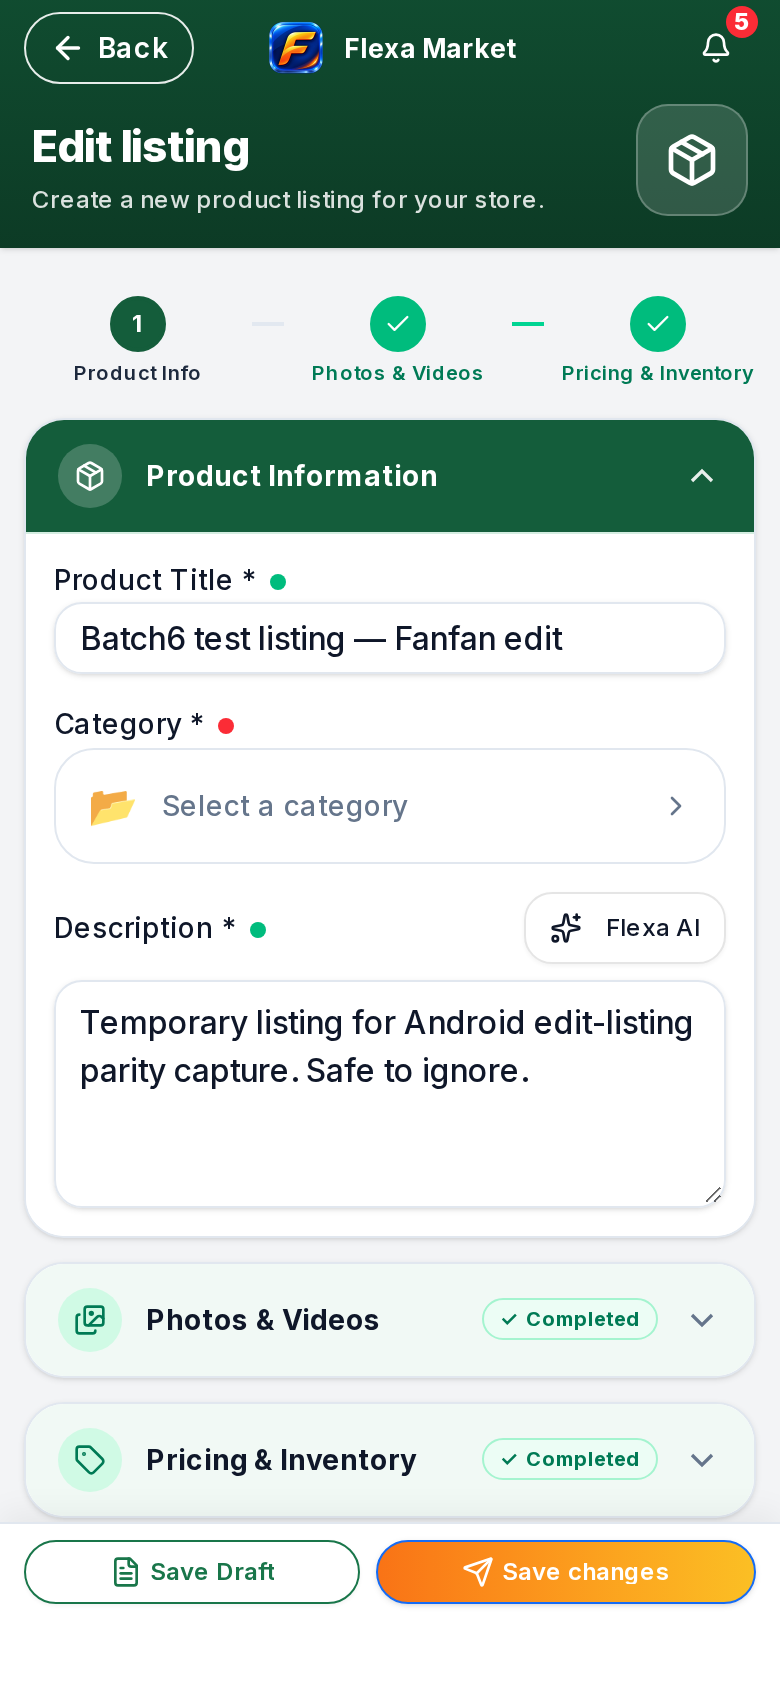 Back
Flexa Market
5
Edit listing
Create a new product listing for your store.
1
Product Info
Photos & Videos
Pricing & Inventory
Product Information
Product Title *
Batch6 test listing — Fanfan edit
Category *
Select a category
Description *
Flexa AI
Temporary listing for Android edit-listing
parity capture. Safe to ignore.
Photos & Videos
✓ Completed
Pricing & Inventory
✓ Completed
Save Draft
Save changes